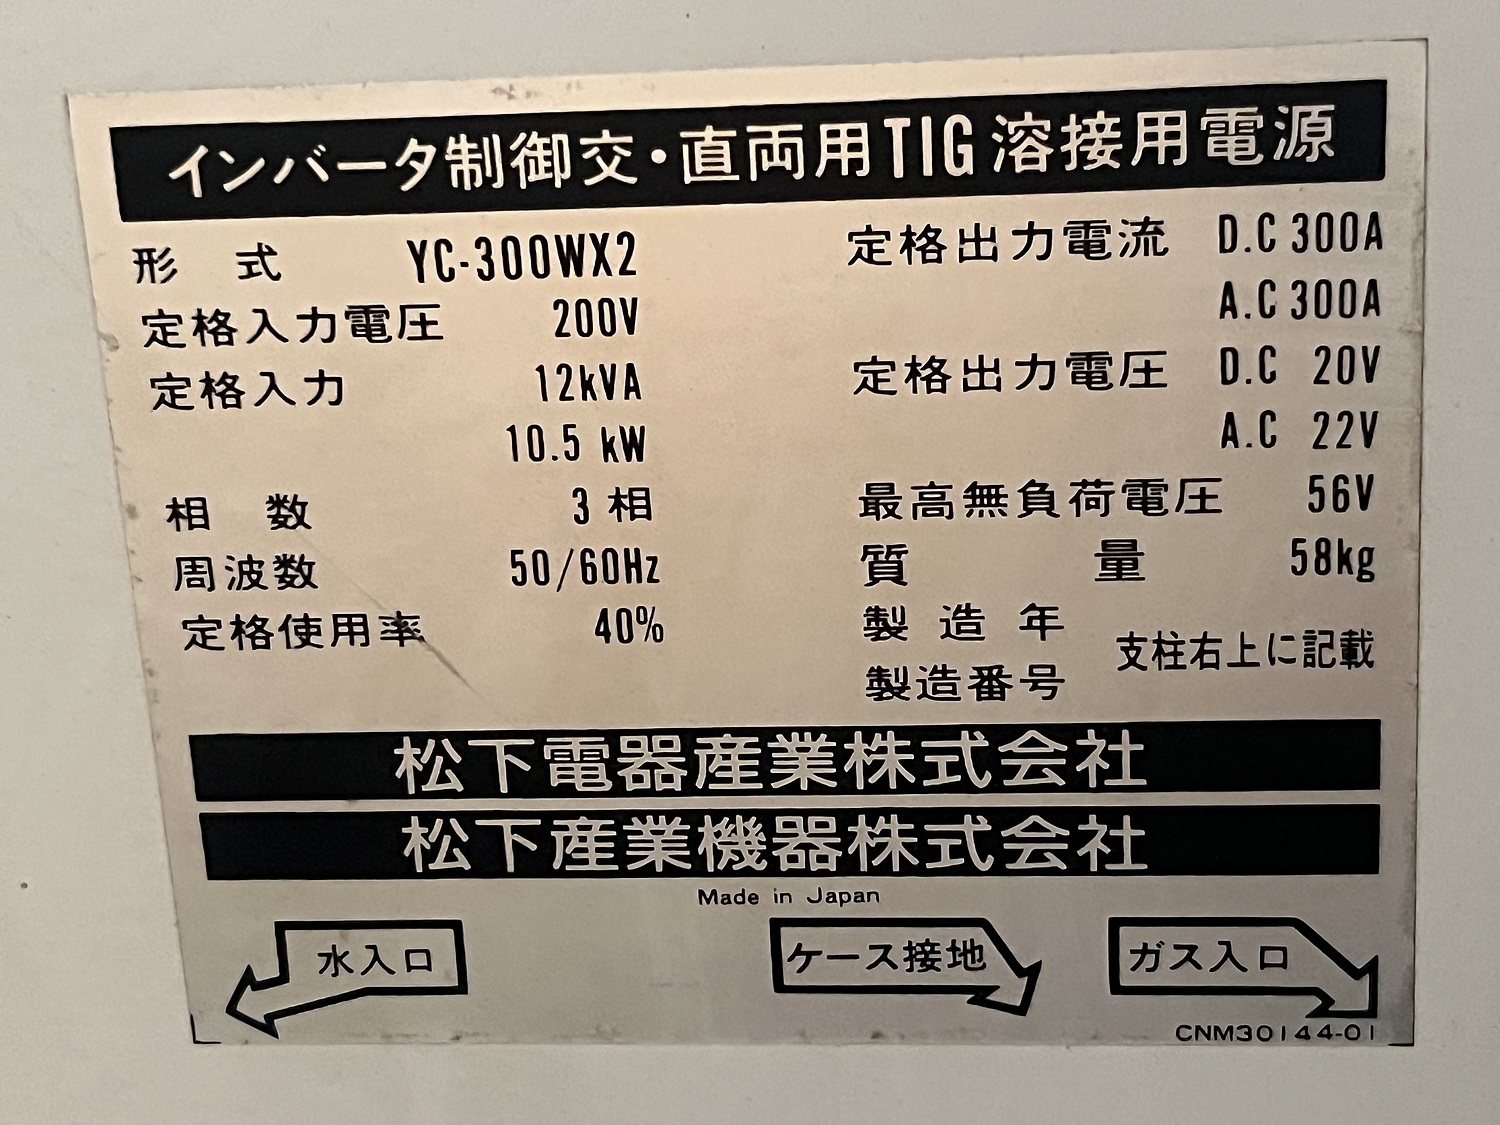 インバータ制御交・直両用TIG溶接用電源
形 式 YC-300WX2
定格入力電圧 200V
定格入力 12kVA
10.5 kW
相 数 3 相
周波数 50/60Hz
定格使用率 40%
定格出力電流 D.C 300A
A.C 300A
定格出力電圧 D.C 20V
A.C 22V
最高無負荷電圧 56V
質 量 58kg
製 造 年
製造番号
支柱右上に記載
松下電器産業株式会社
松下産業機器株式会社
Made in Japan
水入口
ケース接地
ガス入口
CNM30144-01